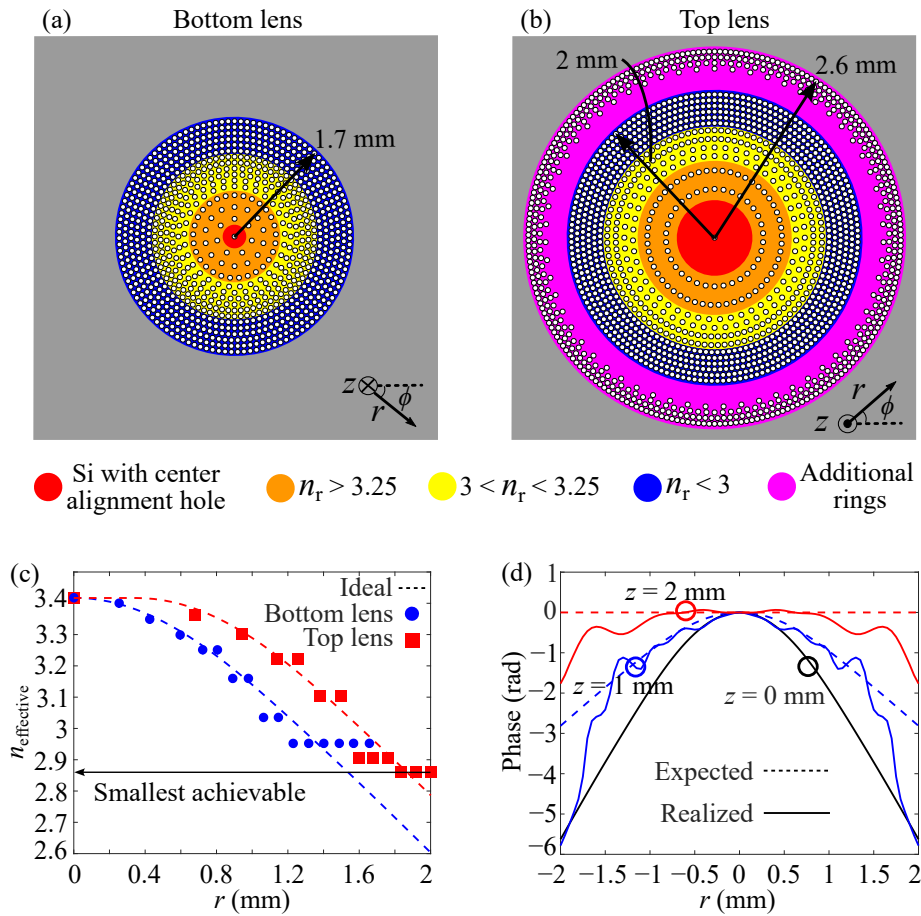 (a) Bottom lens
(b) Top lens
1.7 mm
2 mm
2.6 mm
z
r
ϕ
r
z
ϕ
Si with center
alignment hole
n_r > 3.25
3 < n_r < 3.25
n_r < 3
Additional
rings
(c)
3.4
3.3
3.2
3.1
3
2.9
2.8
2.7
2.6
n_effective
Ideal
Bottom lens
Top lens
Smallest achievable
0 0.4 0.8 1.2 1.6 2
r (mm)
(d)
1
0
−1
−2
−3
−4
−5
−6
Phase (rad)
z = 2 mm
z = 1 mm
z = 0 mm
Expected
Realized
−2 −1.5 −1 −0.5 0 0.5 1 1.5 2
r (mm)